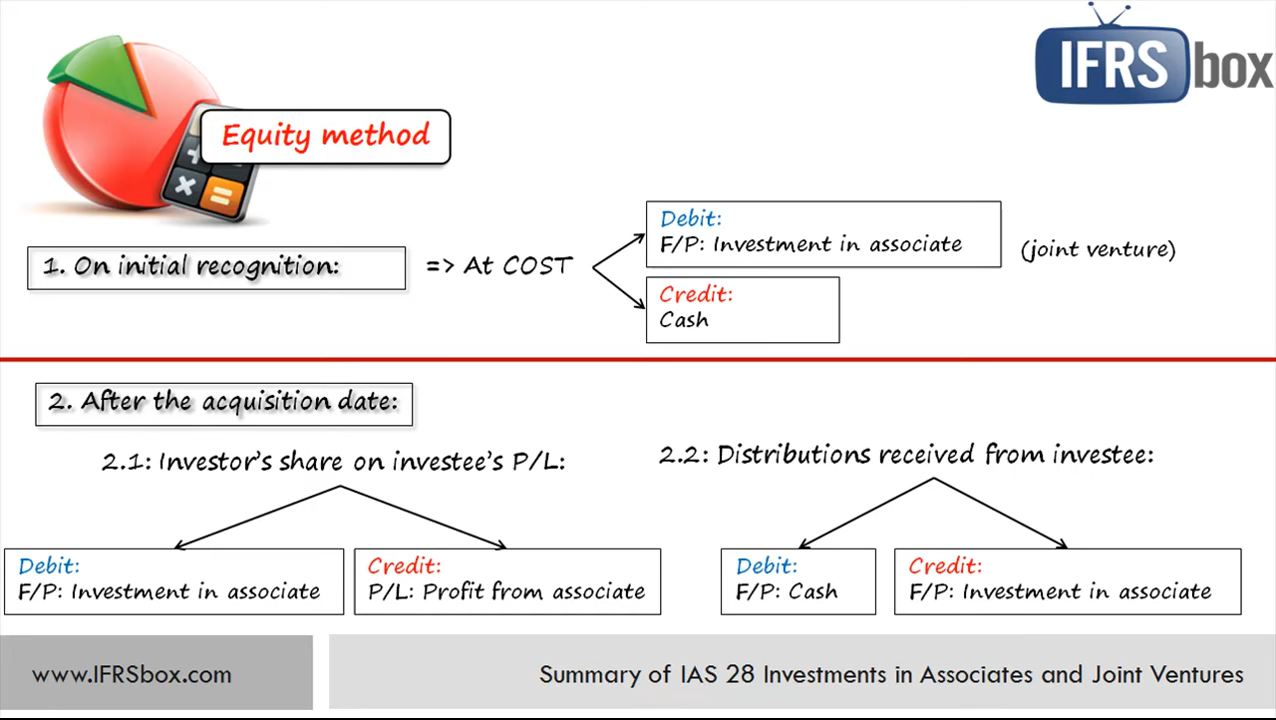 IFRS box
Equity method
1. On initial recognition:
=> At COST
Debit:
F/P: Investment in associate
(joint venture)
Credit:
Cash
2. After the acquisition date:
2.1: Investor's share on investee's P/L:
2.2: Distributions received from investee:
Debit:
F/P: Investment in associate
Credit:
P/L: Profit from associate
Debit:
F/P: Cash
Credit:
F/P: Investment in associate
www.IFRSbox.com
Summary of IAS 28 Investments in Associates and Joint Ventures